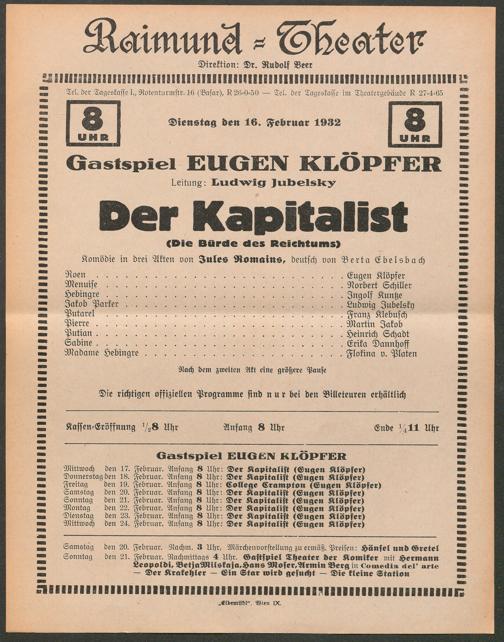 Raimund-Theater
Direktion: Dr. Rudolf Beer
Tel. der Tageskasse I., Rotenturmstr. 16 (Basar), R 26-0-50 — Tel. der Tageskasse im Theatergebäude R 27-4-65
8 UHR
Dienstag den 16. Februar 1932
8 UHR
Gastspiel EUGEN KLÖPFER
Leitung: Ludwig Jubelsky
Der Kapitalist
(Die Bürde des Reichtums)
Komödie in drei Akten von Jules Romains, deutsch von Berta Ebelsbach
Roen . . . Eugen Klöpfer
Menuise . . . Norbert Schiller
Hebingre . . . Ingolf Kuntze
Jakob Parker . . . Ludwig Jubelsky
Putarel . . . Franz Klebusch
Pierre . . . Martin Jakob
Putian . . . Heinrich Schadt
Sabine . . . Erika Dannhoff
Madame Hebingre . . . Flokina v. Platen
Nach dem zweiten Akt eine größere Pause
Die richtigen offiziellen Programme sind nur bei den Billeteuren erhältlich
Kassen-Eröffnung ½8 Uhr Anfang 8 Uhr Ende ¼11 Uhr
Gastspiel EUGEN KLÖPFER
Mittwoch den 17. Februar. Anfang 8 Uhr: Der Kapitalist (Eugen Klöpfer)
Donnerstag den 18. Februar. Anfang 8 Uhr: Der Kapitalist (Eugen Klöpfer)
Freitag den 19. Februar. Anfang 8 Uhr: College Crampton (Eugen Klöpfer)
Samstag den 20. Februar. Anfang 8 Uhr: Der Kapitalist (Eugen Klöpfer)
Sonntag den 21. Februar. Anfang 8 Uhr: Der Kapitalist (Eugen Klöpfer)
Montag den 22. Februar. Anfang 8 Uhr: Der Kapitalist (Eugen Klöpfer)
Dienstag den 23. Februar. Anfang 8 Uhr: Der Kapitalist (Eugen Klöpfer)
Mittwoch den 24. Februar. Anfang 8 Uhr: Der Kapitalist (Eugen Klöpfer)
Samstag den 20. Februar. Nachm. 3 Uhr. Märchenvorstellung zu ermäß. Preisen: Hänsel und Gretel
Sonntag den 21. Februar. Nachmittags 4 Uhr. Gastspiel Theater der Komiker mit Hermann
Leopoldi, Betja Milskaja, Hans Moser, Armin Berg in Comedia del' arte
— Der Krakehler — Ein Star wird gesucht — Die kleine Station
„Elbemühl“, Wien IX.